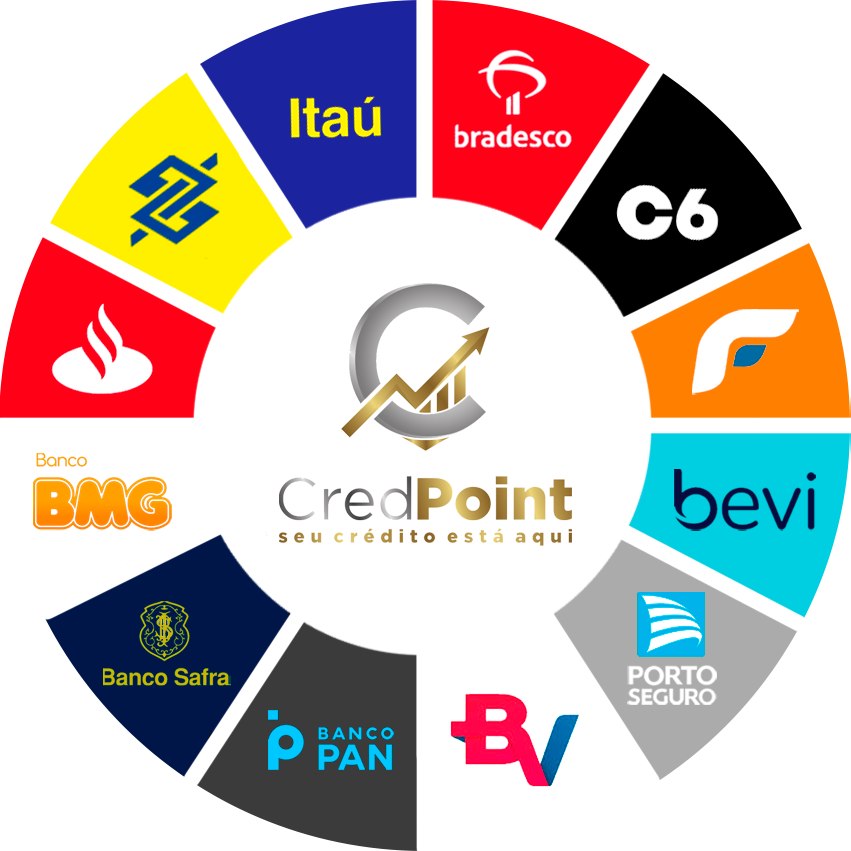 Itaú
bradesco
C6
bevi
PORTO
SEGURO
BV
BANCO
PAN
Banco Safra
Banco
BMG
CredPoint
seu crédito está aqui